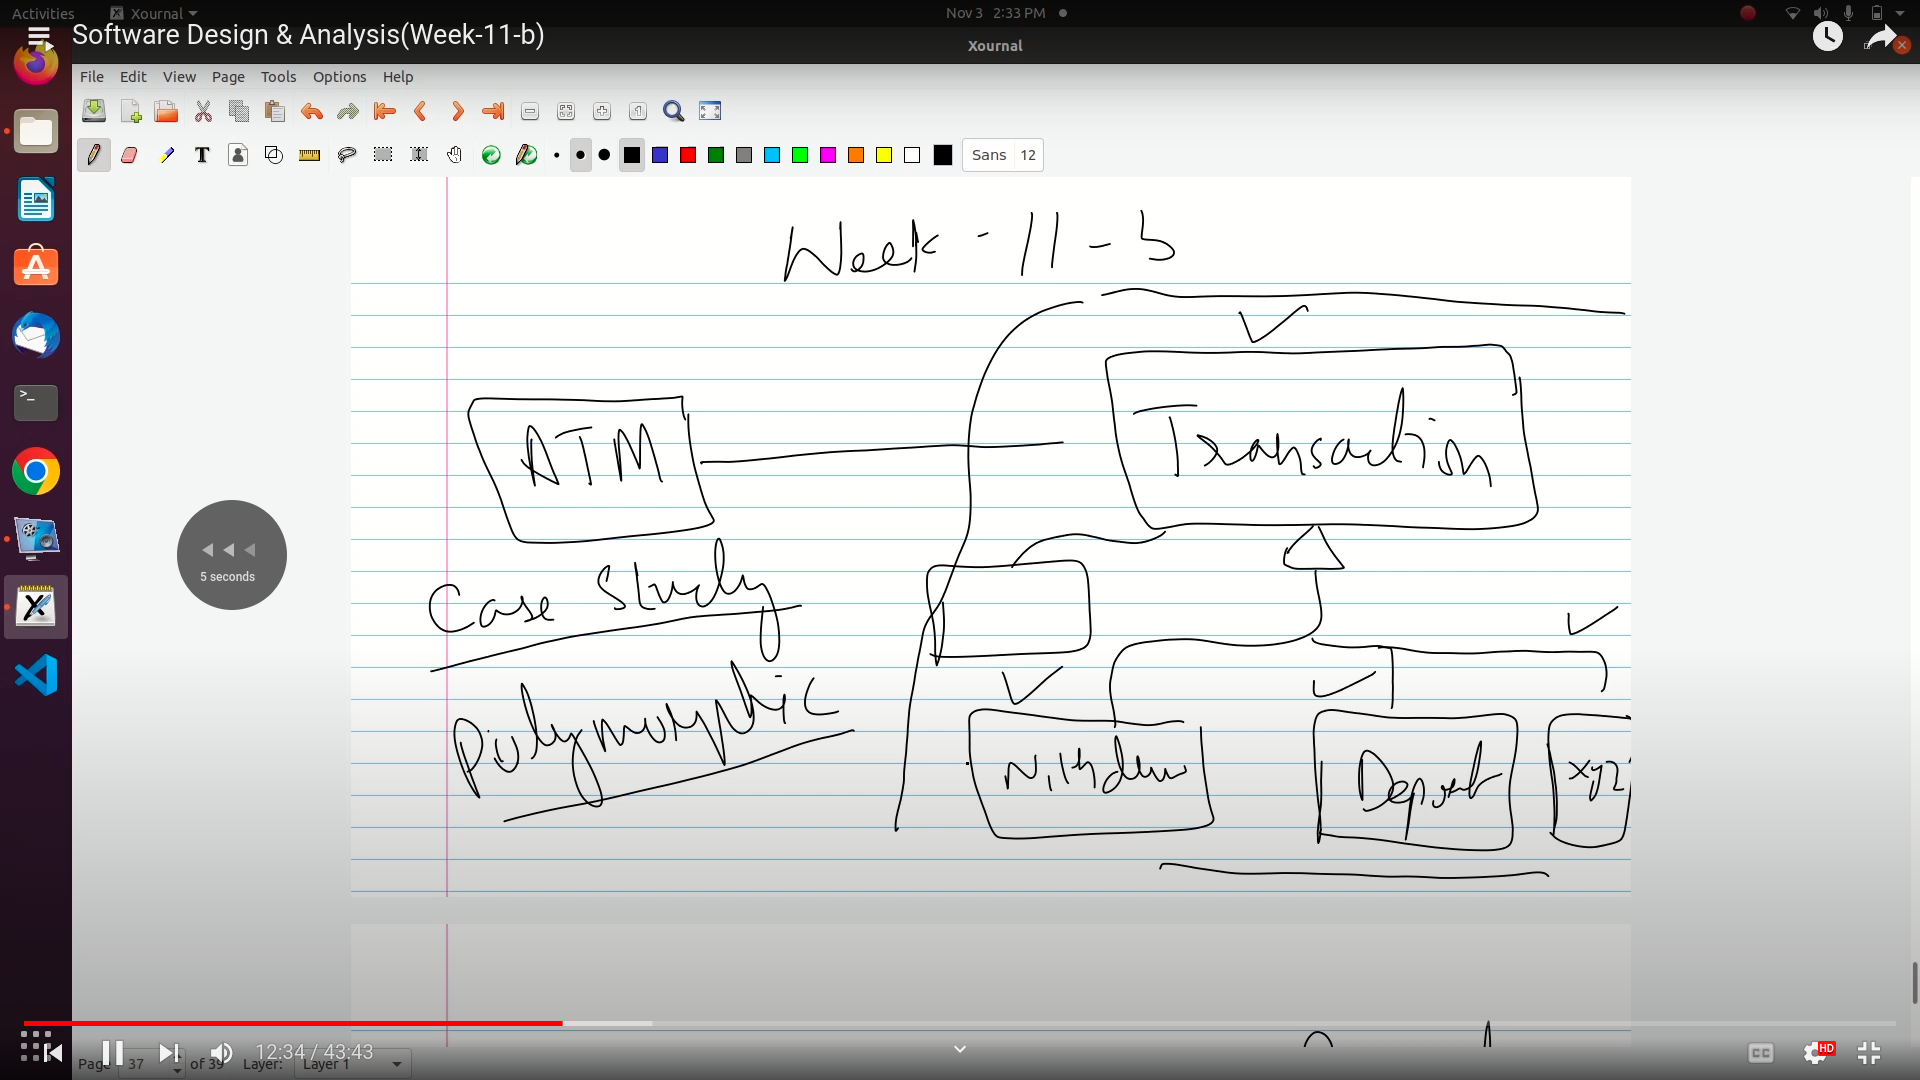 Activities Xournal Nov 3 2:33 PM
Software Design & Analysis(Week-11-b)
Xournal
File Edit View Page Tools Options Help
Sans 12
Week - 11 - b
Transaction
ATM
Case Study
Polymorphic
5 seconds
Withdraw
Deposit
xyz
12:34 / 43:43
Page 37 of 39 Layer: Layer 1
CC HD